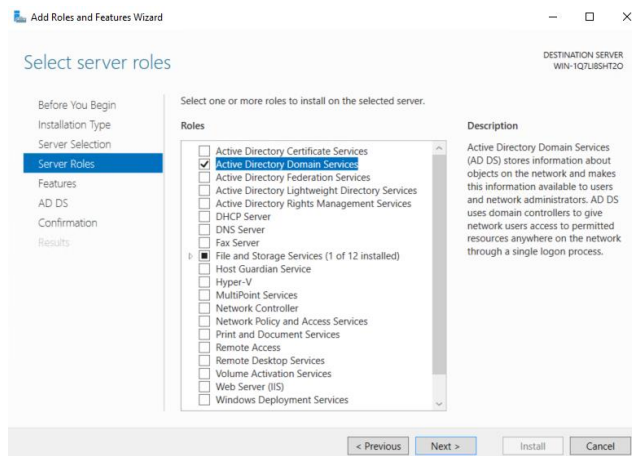 Add Roles and Features Wizard
Select server roles
DESTINATION SERVER
WIN-1Q7LI8SHT2O
Before You Begin
Installation Type
Server Selection
Server Roles
Features
AD DS
Confirmation
Results
Select one or more roles to install on the selected server.
Roles
Active Directory Certificate Services
Active Directory Domain Services
Active Directory Federation Services
Active Directory Lightweight Directory Services
Active Directory Rights Management Services
DHCP Server
DNS Server
Fax Server
File and Storage Services (1 of 12 installed)
Host Guardian Service
Hyper-V
MultiPoint Services
Network Controller
Network Policy and Access Services
Print and Document Services
Remote Access
Remote Desktop Services
Volume Activation Services
Web Server (IIS)
Windows Deployment Services
Description
Active Directory Domain Services
(AD DS) stores information about
objects on the network and makes
this information available to users
and network administrators. AD DS
uses domain controllers to give
network users access to permitted
resources anywhere on the network
through a single logon process.
< Previous
Next >
Install
Cancel